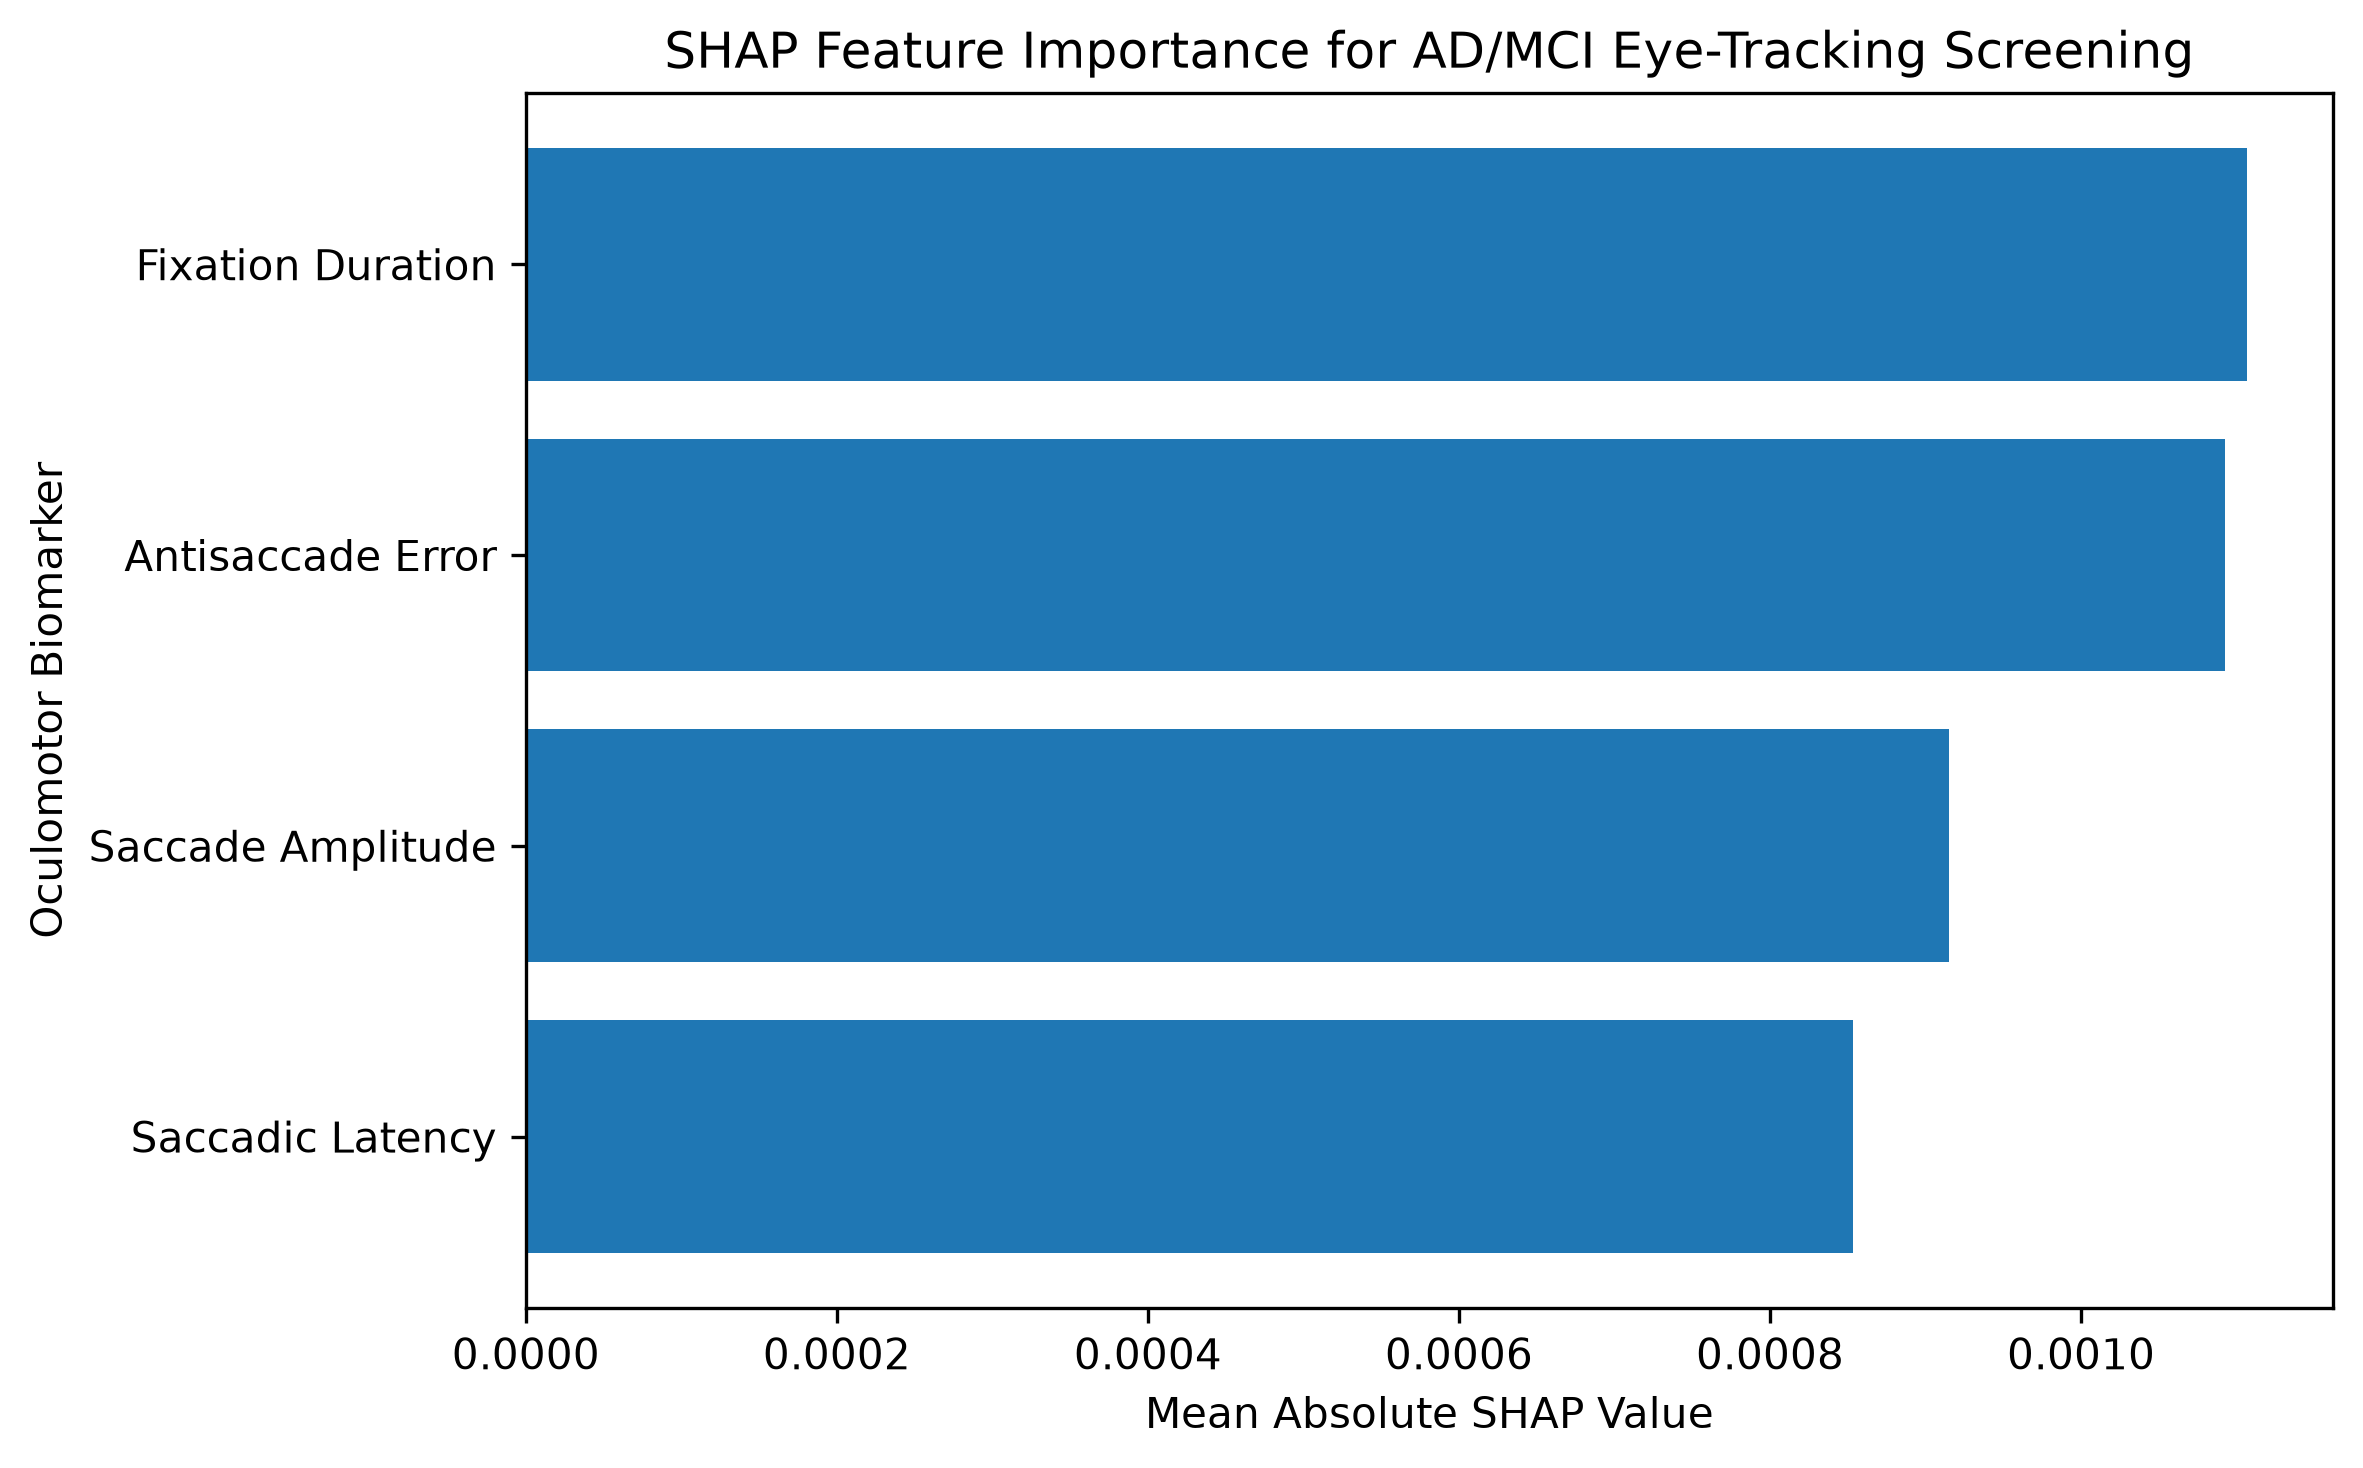 SHAP Feature Importance for AD/MCI Eye-Tracking Screening
Oculomotor Biomarker
Fixation Duration
Antisaccade Error
Saccade Amplitude
Saccadic Latency
0.0000 0.0002 0.0004 0.0006 0.0008 0.0010
Mean Absolute SHAP Value